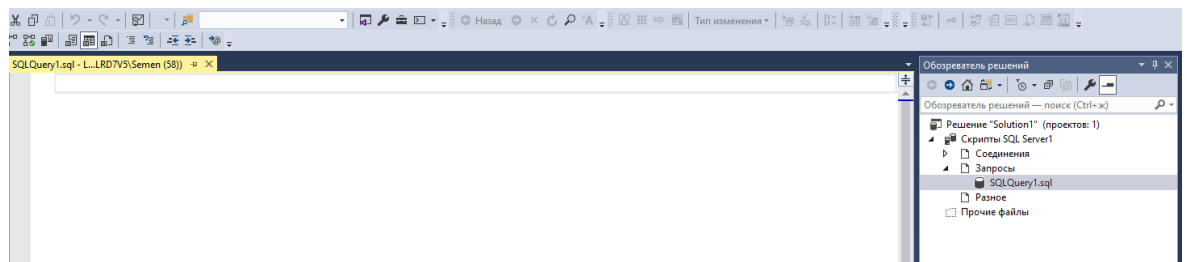 Назад
Тип изменения
SQLQuery1.sql - L...LRD7V5\Semen (58))
Обозреватель решений
Обозреватель решений — поиск (Ctrl+ж)
Решение "Solution1" (проектов: 1)
Скрипты SQL Server1
Соединения
Запросы
SQLQuery1.sql
Разное
Прочие файлы